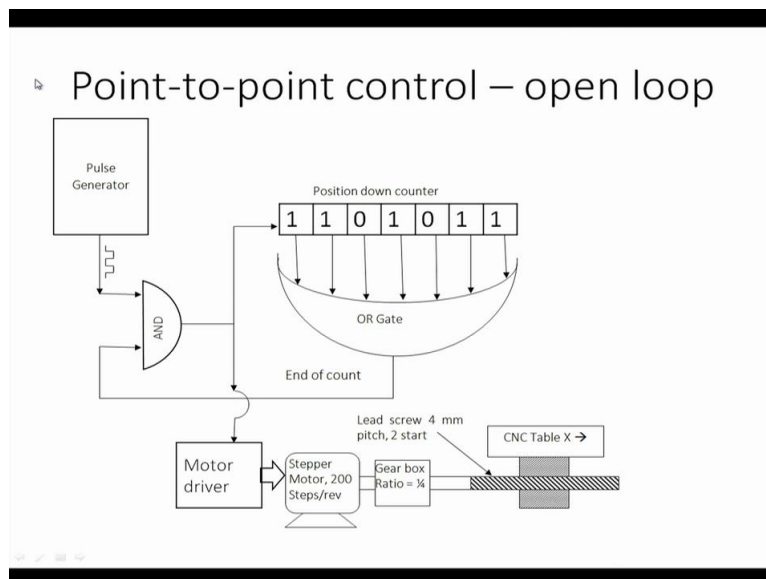 Point-to-point control – open loop
Pulse
Generator
Position down counter
1 1 0 1 0 1 1
AND
OR Gate
End of count
Lead screw 4 mm
pitch, 2 start
CNC Table X →
Motor
driver
Stepper
Motor, 200
Steps/rev
Gear box
Ratio = ¼